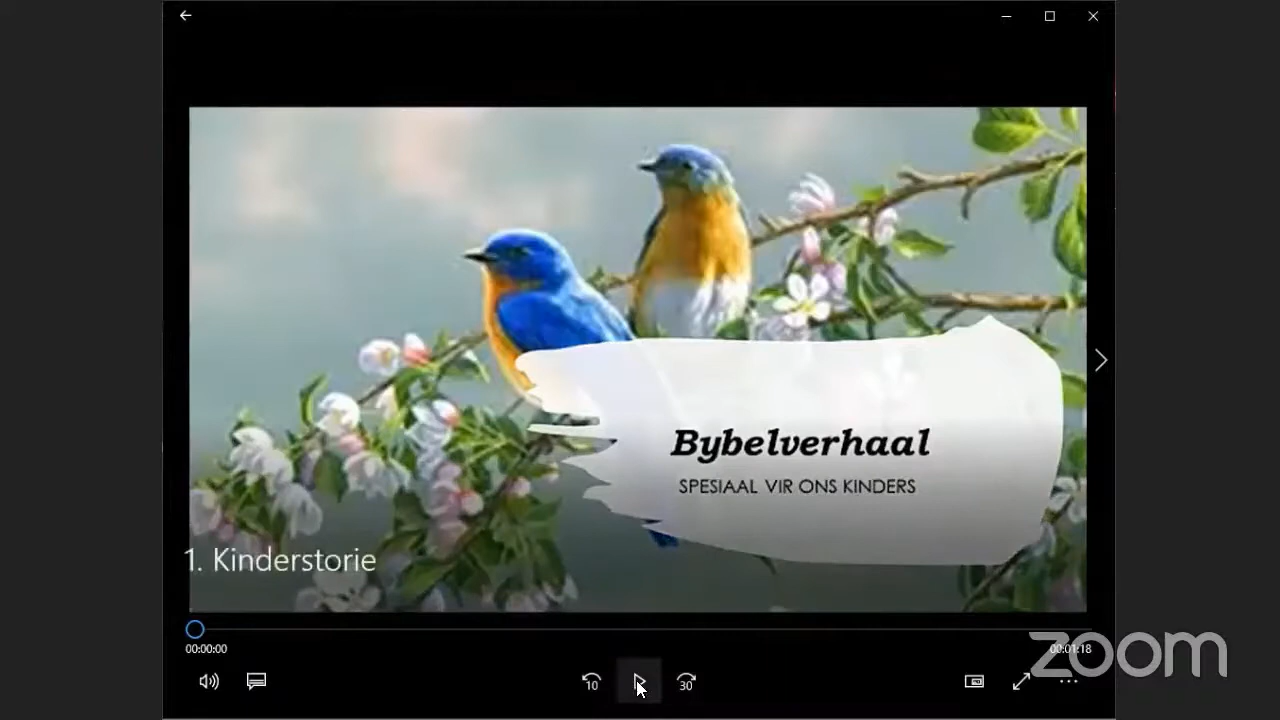 Bybelverhaal
SPESIAAL VIR ONS KINDERS
1. Kinderstorie
00:00:00
00:01:18
10
30
zoom